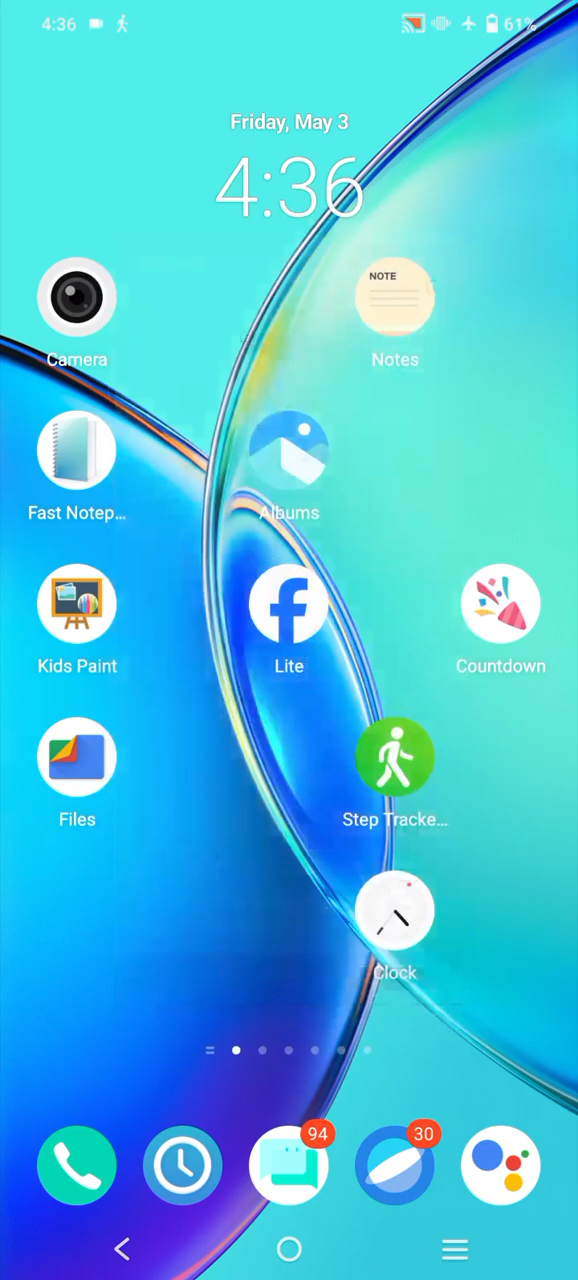 4:36
61%
Friday, May 3
4:36
NOTE
Camera
Notes
Fast Notep...
Albums
Kids Paint
Lite
Countdown
Files
Step Tracke...
Clock
94
30